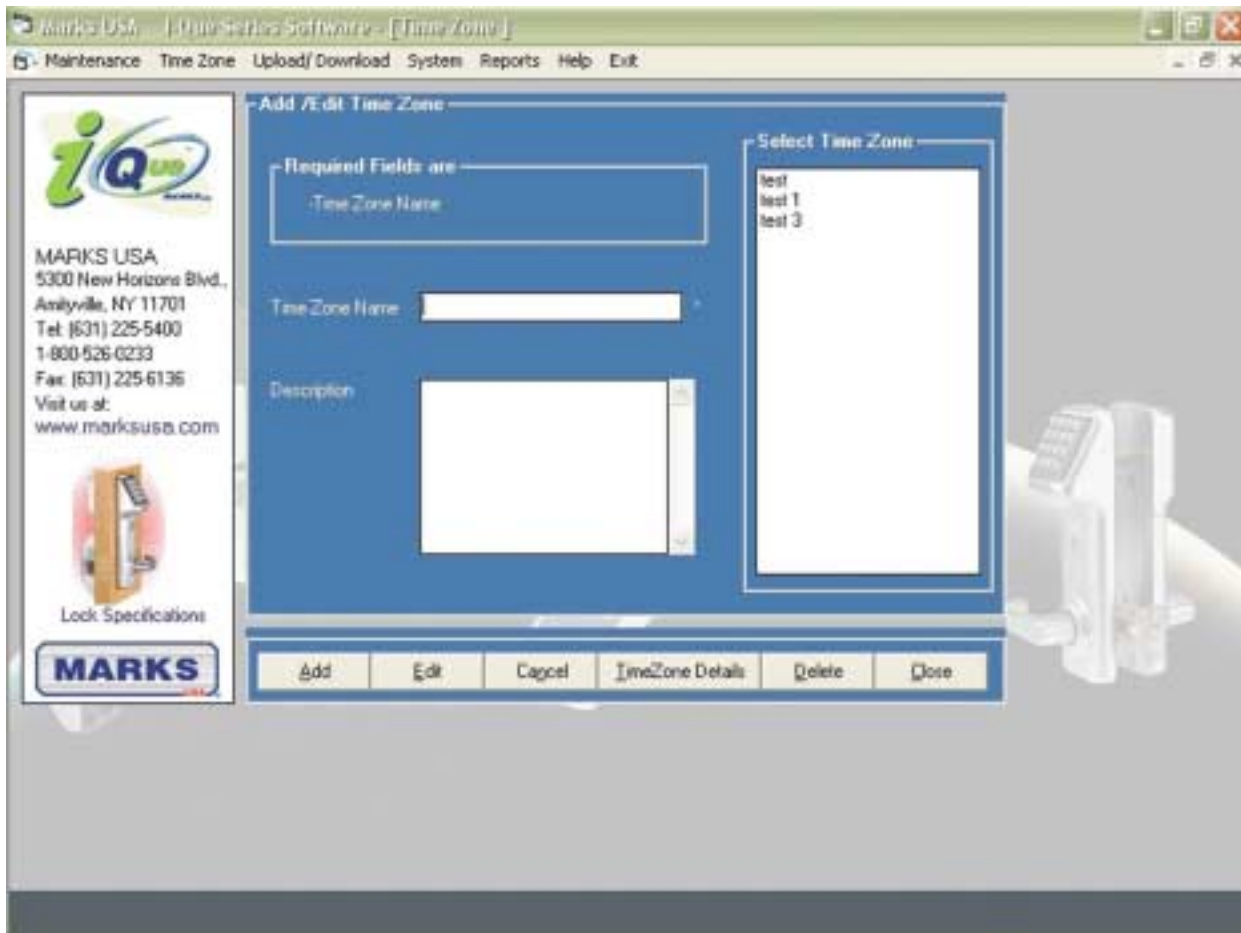 Marks USA - I-Que Series Software - [Time Zone ]
Maintenance Time Zone Upload/ Download System Reports Help Exit
iQue
MARKS USA
5300 New Horizons Blvd.,
Amityville, NY 11701
Tel: (631) 225-5400
1-800-526-0233
Fax: (631) 225-6136
Visit us at:
www.marksusa.com
Lock Specifications
MARKS
USA
Add /Edit Time Zone
Required Fields are
-Time Zone Name
Time Zone Name *
Description
Select Time Zone
test
test 1
test 3
Add Edit Cancel TimeZone Details Delete Close